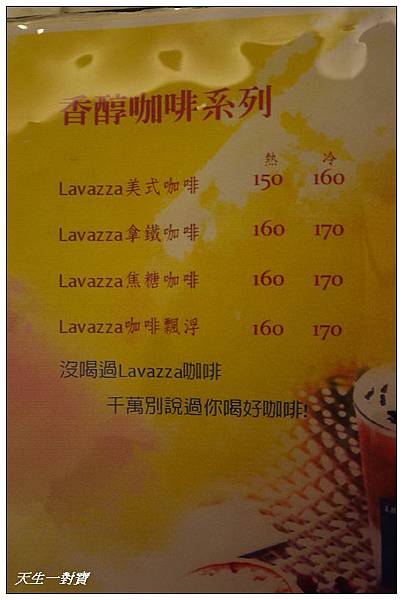 香醇咖啡系列
熱 冷
Lavazza美式咖啡 150 160
Lavazza拿鐵咖啡 160 170
Lavazza焦糖咖啡 160 170
Lavazza咖啡飄浮 160 170
沒喝過Lavazza咖啡
千萬別說過你喝好咖啡!
天生一對寶